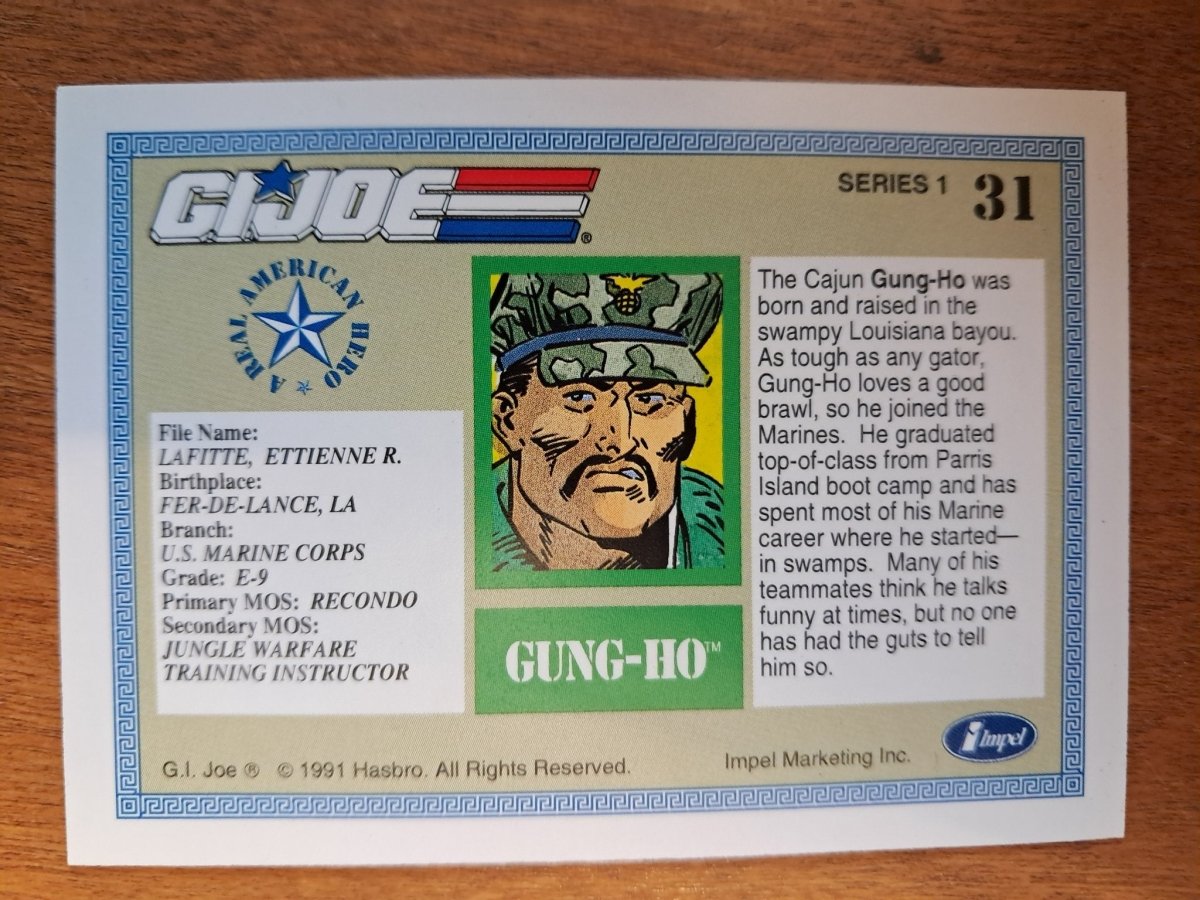 G.I.JOE®
SERIES 1 31
A REAL AMERICAN HERO
File Name:
LAFITTE, ETTIENNE R.
Birthplace:
FER-DE-LANCE, LA
Branch:
U.S. MARINE CORPS
Grade: E-9
Primary MOS: RECONDO
Secondary MOS:
JUNGLE WARFARE
TRAINING INSTRUCTOR
GUNG-HO™
The Cajun Gung-Ho was
born and raised in the
swampy Louisiana bayou.
As tough as any gator,
Gung-Ho loves a good
brawl, so he joined the
Marines. He graduated
top-of-class from Parris
Island boot camp and has
spent most of his Marine
career where he started—
in swamps. Many of his
teammates think he talks
funny at times, but no one
has had the guts to tell
him so.
G.I. Joe ® © 1991 Hasbro. All Rights Reserved.
Impel Marketing Inc.
Impel